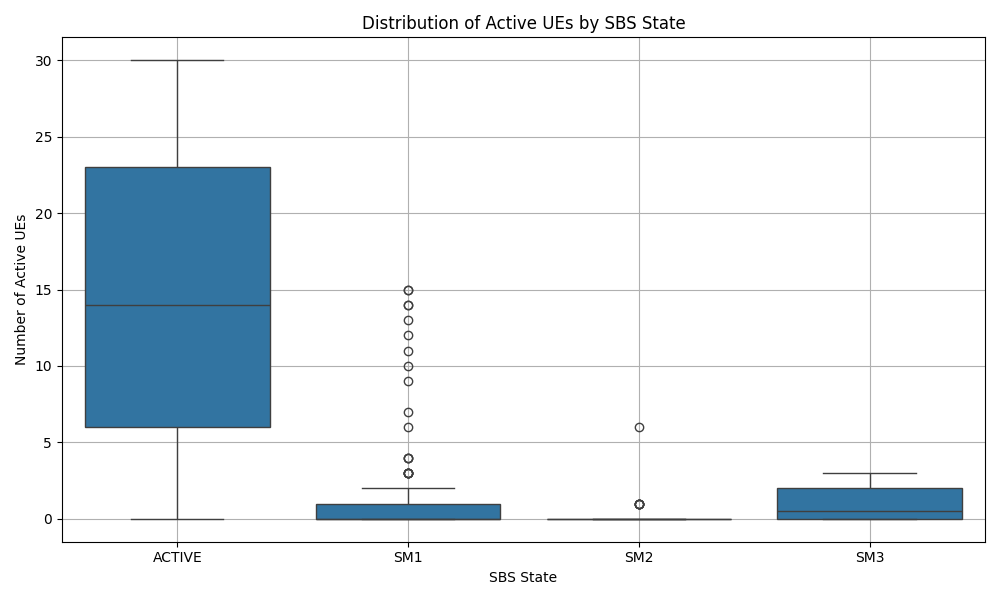 Distribution of Active UEs by SBS State
Number of Active UEs
30
25
20
15
10
5
0
ACTIVE SM1 SM2 SM3
SBS State